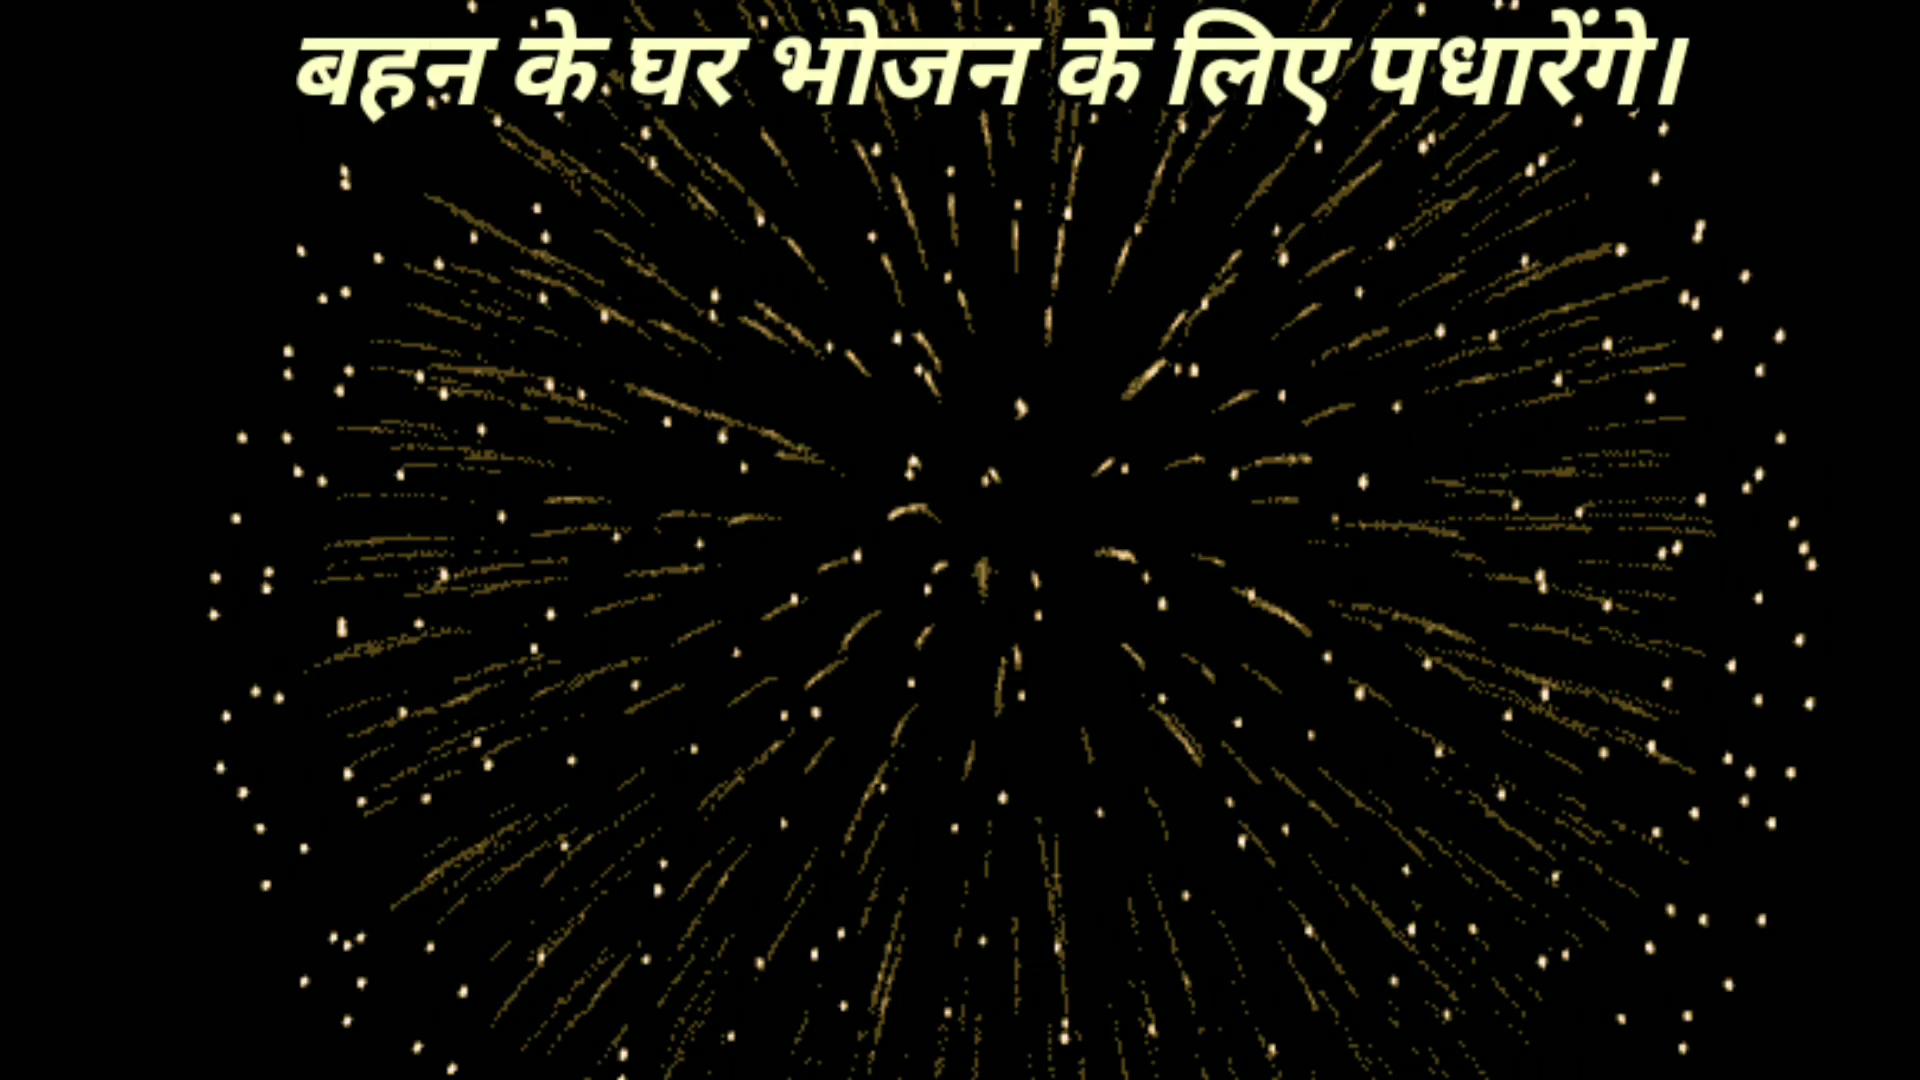 बहन के घर भोजन के लिए पधारेंगे।